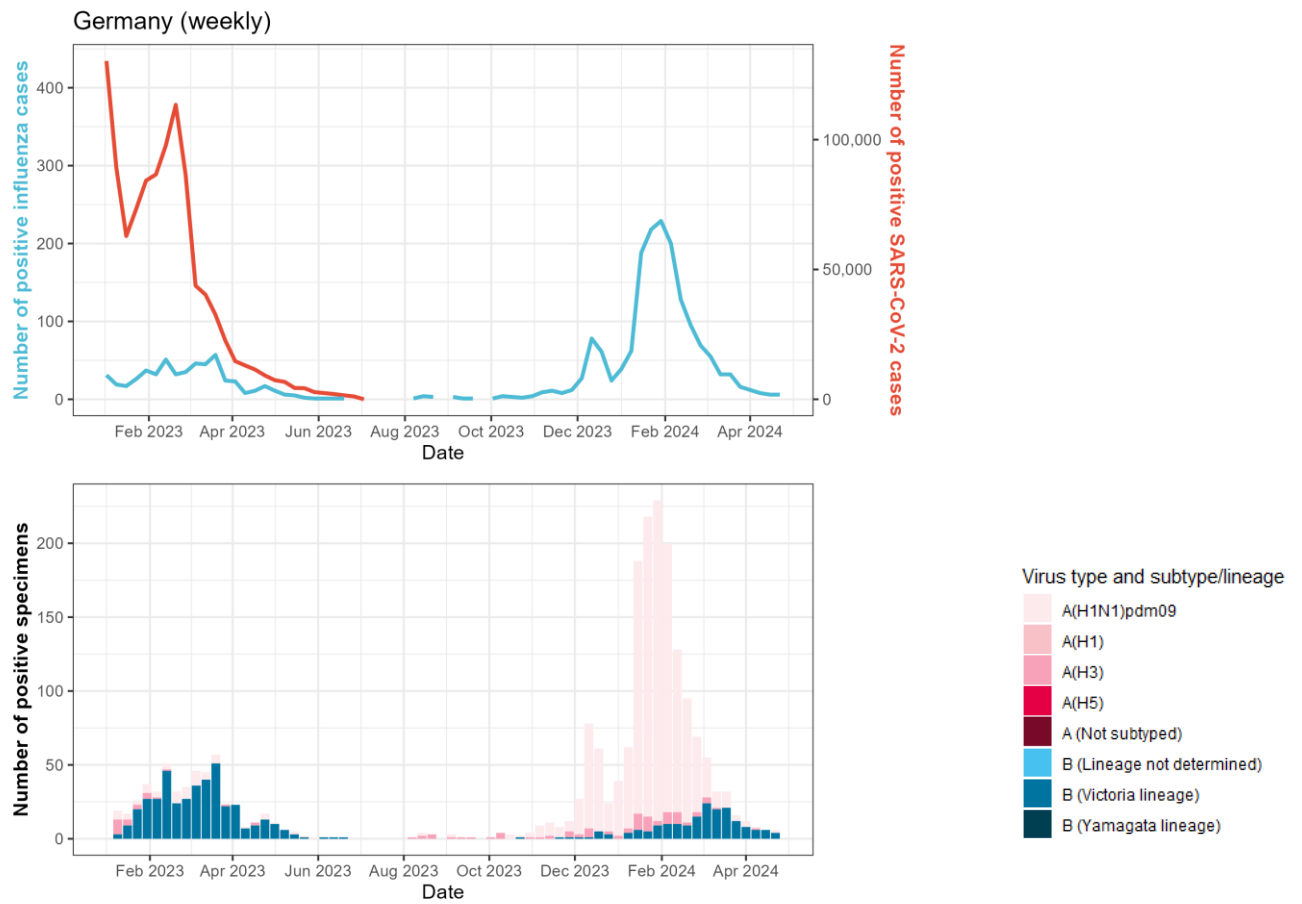 Germany (weekly)
Number of positive influenza cases
400
300
200
100
0
100,000
50,000
0
Number of positive SARS-CoV-2 cases
Feb 2023 Apr 2023 Jun 2023 Aug 2023 Oct 2023 Dec 2023 Feb 2024 Apr 2024
Date
Number of positive specimens
200
150
100
50
0
Feb 2023 Apr 2023 Jun 2023 Aug 2023 Oct 2023 Dec 2023 Feb 2024 Apr 2024
Date
Virus type and subtype/lineage
A(H1N1)pdm09
A(H1)
A(H3)
A(H5)
A (Not subtyped)
B (Lineage not determined)
B (Victoria lineage)
B (Yamagata lineage)